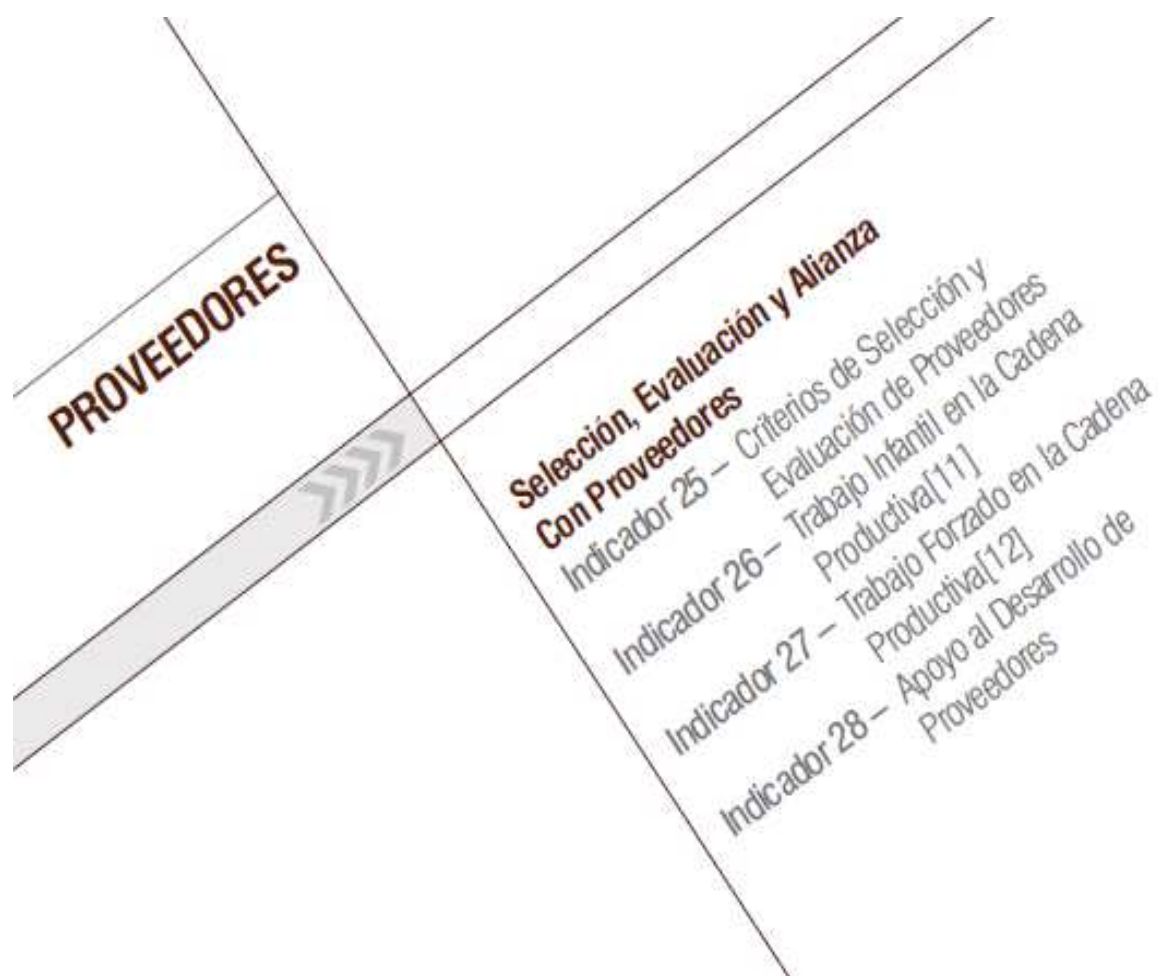 PROVEEDORES
Selección, Evaluación y Alianza
Con Proveedores
Indicador 25 – Criterios de Selección y
Evaluación de Proveedores
Indicador 26 – Trabajo Infantil en la Cadena
Productiva[11]
Indicador 27 – Trabajo Forzado en la Cadena
Productiva[12]
Indicador 28 – Apoyo al Desarrollo de
Proveedores